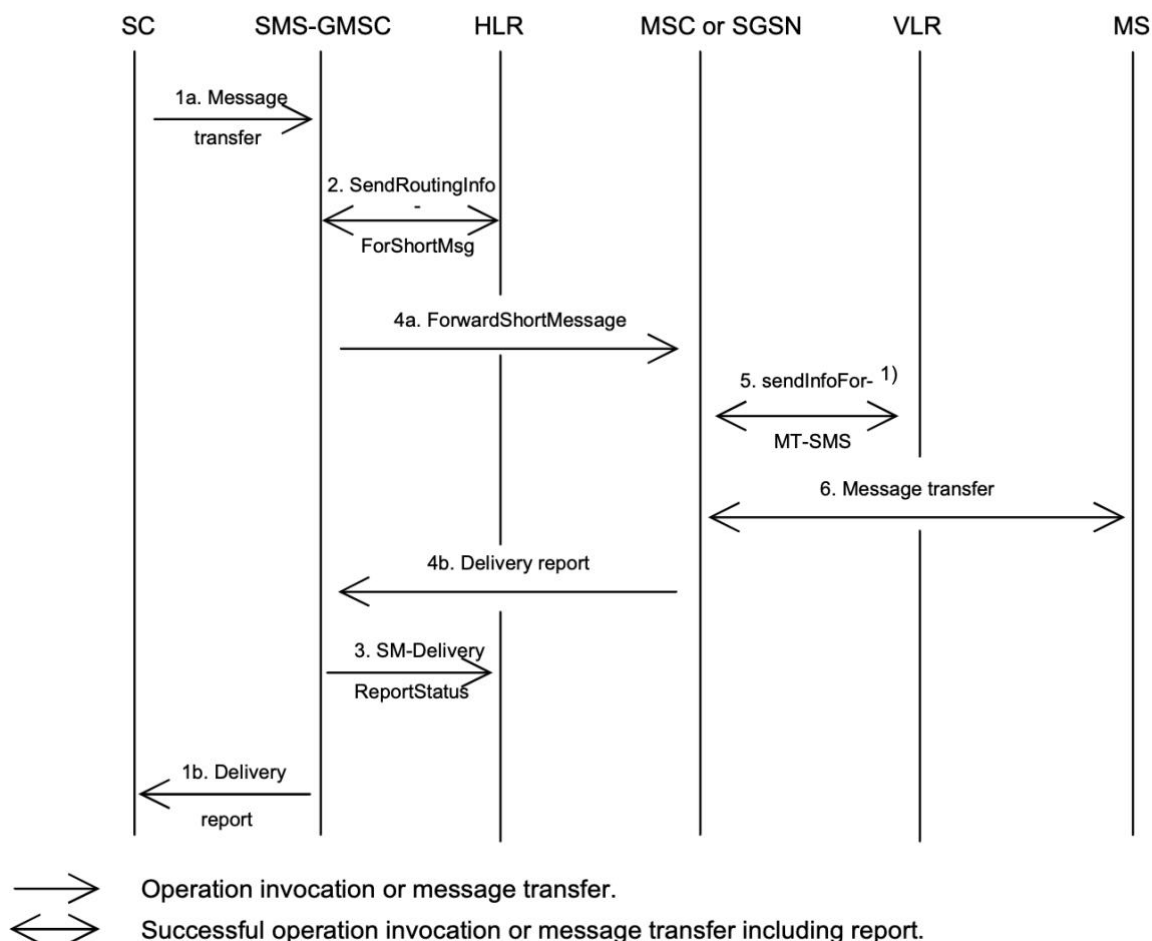 SC SMS-GMSC HLR MSC or SGSN VLR MS
1a. Message
transfer
2. SendRoutingInfo
-
ForShortMsg
4a. ForwardShortMessage
5. sendInfoFor- 1)
MT-SMS
6. Message transfer
4b. Delivery report
3. SM-Delivery
ReportStatus
1b. Delivery
report
Operation invocation or message transfer.
Successful operation invocation or message transfer including report.